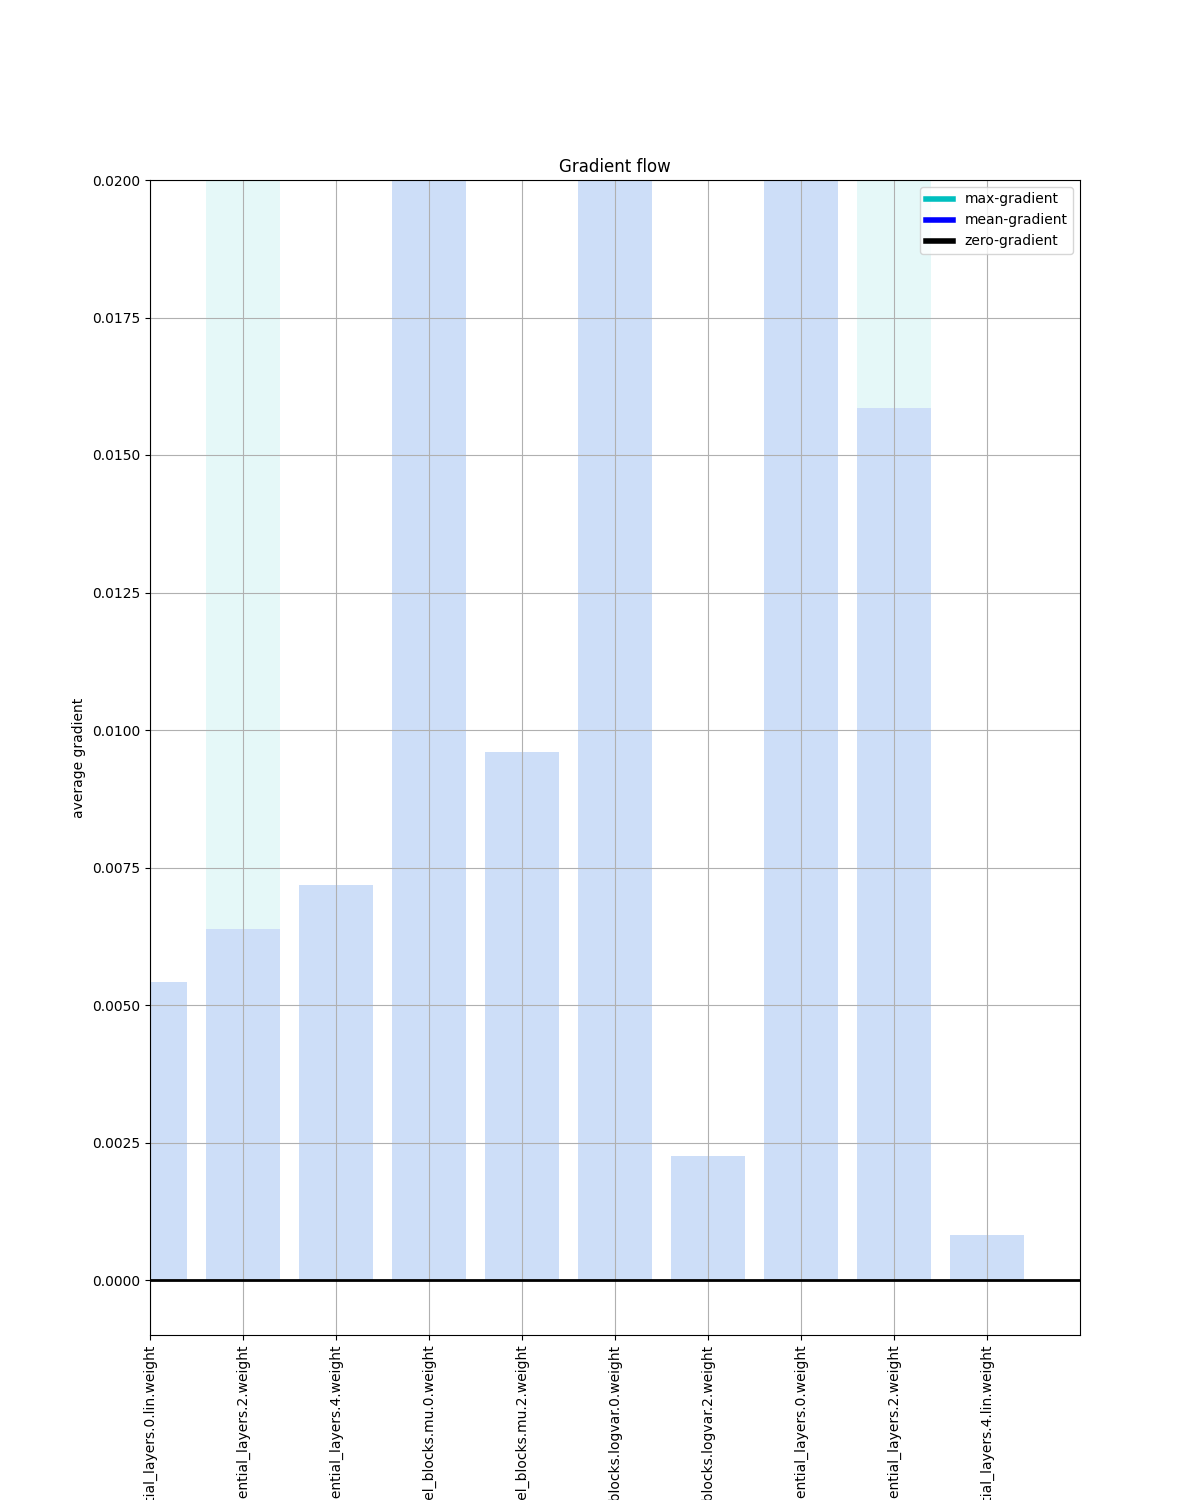 Gradient flow
max-gradient
mean-gradient
zero-gradient
0.0200
0.0175
0.0150
0.0125
0.0100
0.0075
0.0050
0.0025
0.0000
average gradient
tial_layers.0.lin.weight
ential_layers.2.weight
ential_layers.4.weight
el_blocks.mu.0.weight
el_blocks.mu.2.weight
blocks.logvar.0.weight
blocks.logvar.2.weight
ential_layers.0.weight
ential_layers.2.weight
tial_layers.4.lin.weight